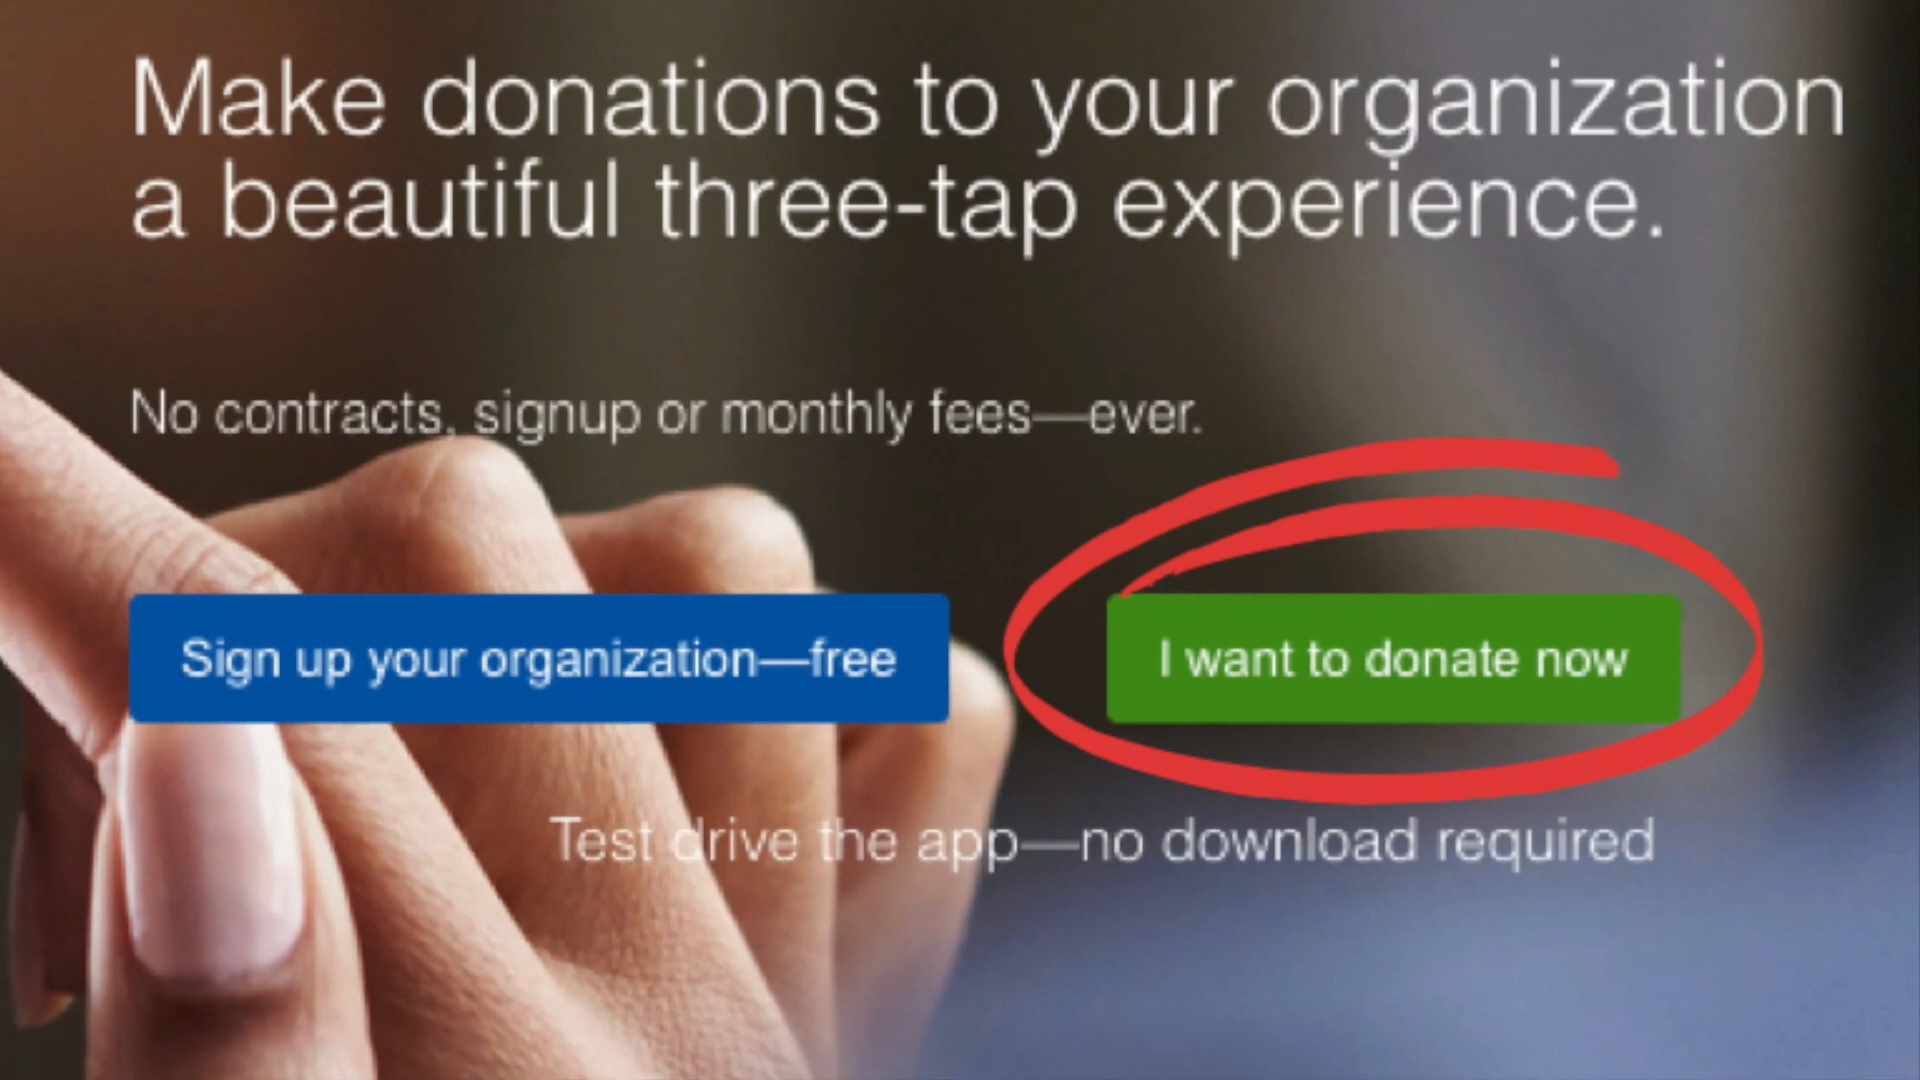 Make donations to your organization
a beautiful three-tap experience.
No contracts, signup or monthly fees—ever.
Sign up your organization—free
I want to donate now
Test drive the app—no download required